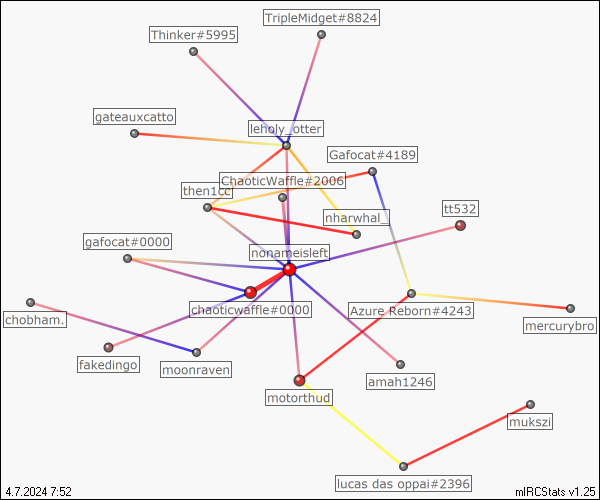 TripleMidget#8824
Thinker#5995
gateauxcatto
leholy_otter
Gafocat#4189
ChaoticWaffle#2006
then1cc
tt532
nharwhal_
gafocat#0000
nonameisleft
chaoticwaffle#0000
Azure Reborn#4243
chobham.
mercurybro
fakedingo
moonraven
amah1246
motorthud
mukszi
lucas das oppai#2396
4.7.2024 7:52
mIRCStats v1.25